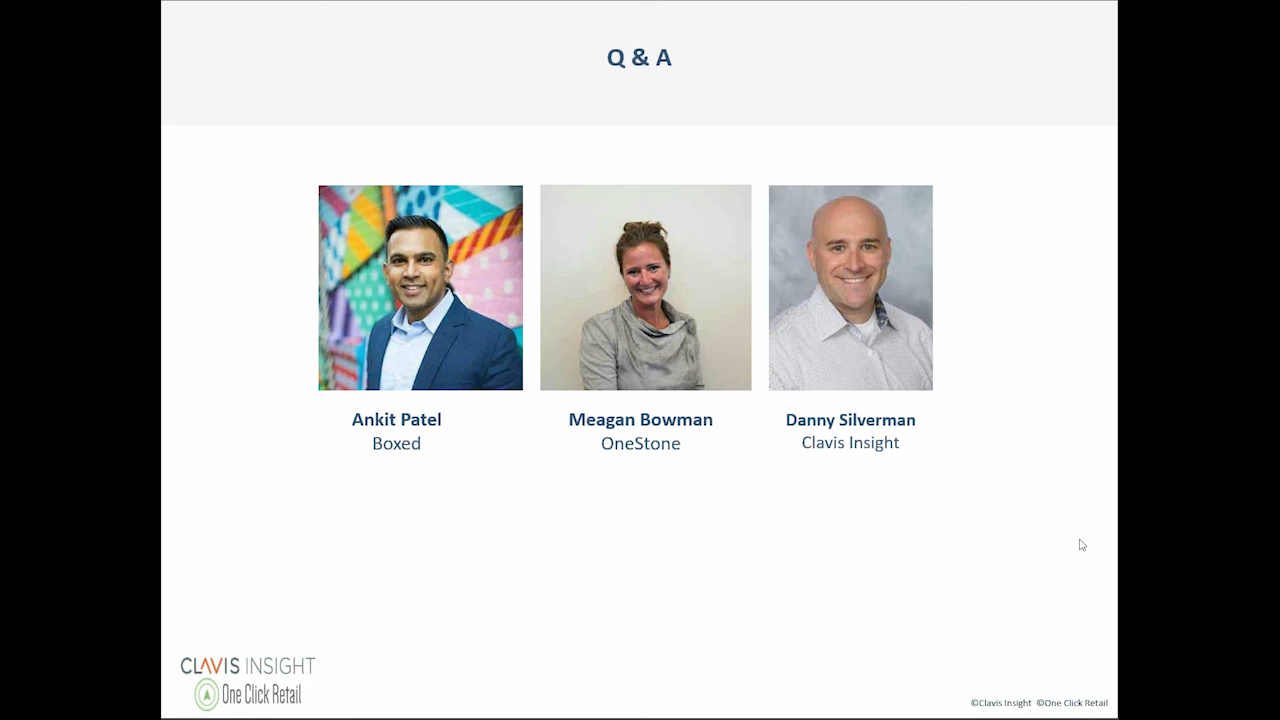 Q & A
Ankit Patel
Boxed
Meagan Bowman
OneStone
Danny Silverman
Clavis Insight
CLAVIS INSIGHT
One Click Retail
©Clavis Insight ©One Click Retail